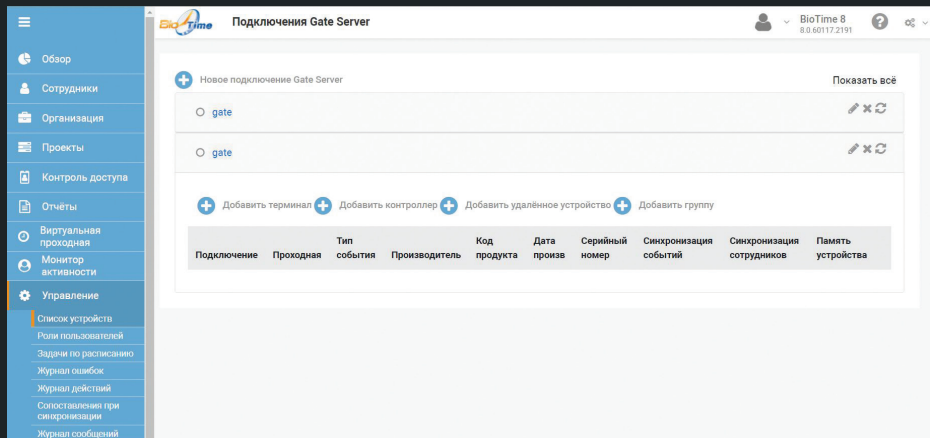 BioTime
Подключения Gate Server
BioTime 8
8.0.60117.2191
Обзор
Сотрудники
Организация
Проекты
Контроль доступа
Отчёты
Виртуальная
проходная
Монитор
активности
Управление
Список устройств
Роли пользователей
Задачи по расписанию
Журнал ошибок
Журнал действий
Сопоставления при
синхронизации
Журнал сообщений
Новое подключение Gate Server
Показать всё
gate
gate
Добавить терминал Добавить контроллер Добавить удалённое устройство Добавить группу
Подключение Проходная Тип события Производитель Код продукта Дата произв Серийный номер Синхронизация событий Синхронизация сотрудников Память устройства